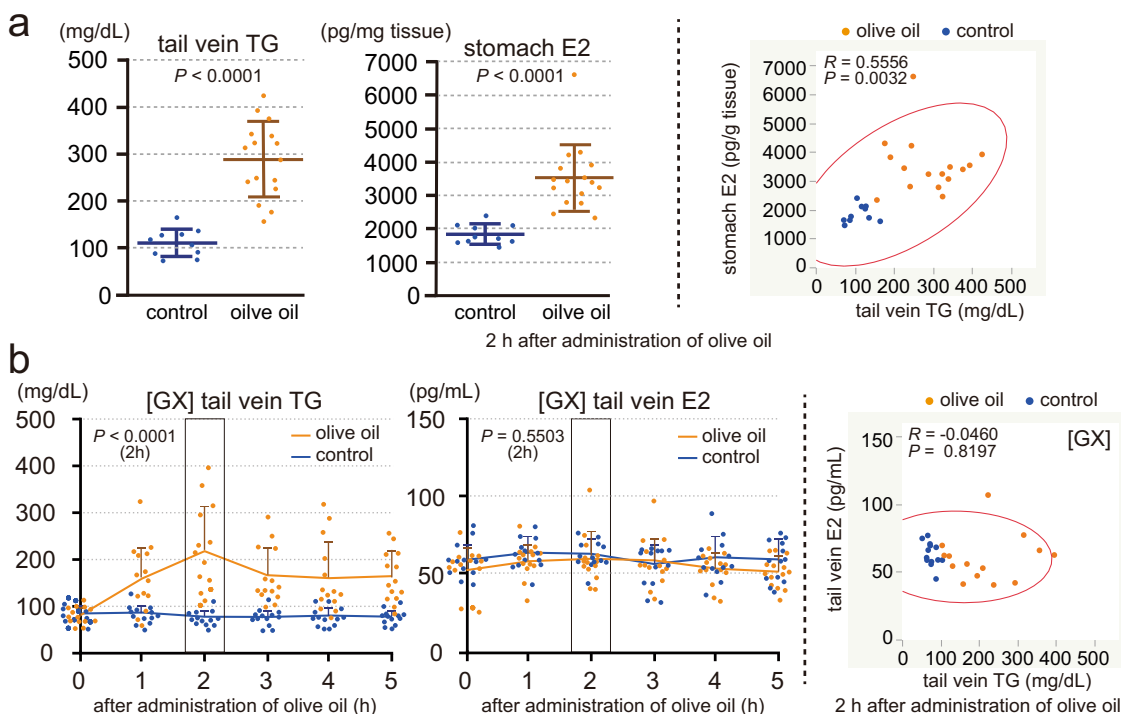 a
(mg/dL)
tail vein TG
P < 0.0001
500
400
300
200
100
0
control
oilve oil
(pg/mg tissue)
stomach E2
P < 0.0001
7000
6000
5000
4000
3000
2000
1000
0
control
olive oil
olive oil
control
R = 0.5556
P = 0.0032
stomach E2 (pg/g tissue)
7000
6000
5000
4000
3000
2000
1000
0
0 100 200 300 400 500
tail vein TG (mg/dL)
2 h after administration of olive oil
b
(mg/dL)
[GX] tail vein TG
P < 0.0001
(2h)
olive oil
control
500
400
300
200
100
0
0 1 2 3 4 5
after administration of olive oil (h)
(pg/mL)
[GX] tail vein E2
P = 0.5503
(2h)
olive oil
control
150
100
50
0
0 1 2 3 4 5
after administration of olive oil (h)
olive oil
control
R = -0.0460
P = 0.8197
[GX]
tail vein E2 (pg/mL)
150
100
50
0
0 100 200 300 400 500
tail vein TG (mg/dL)
2 h after administration of olive oil